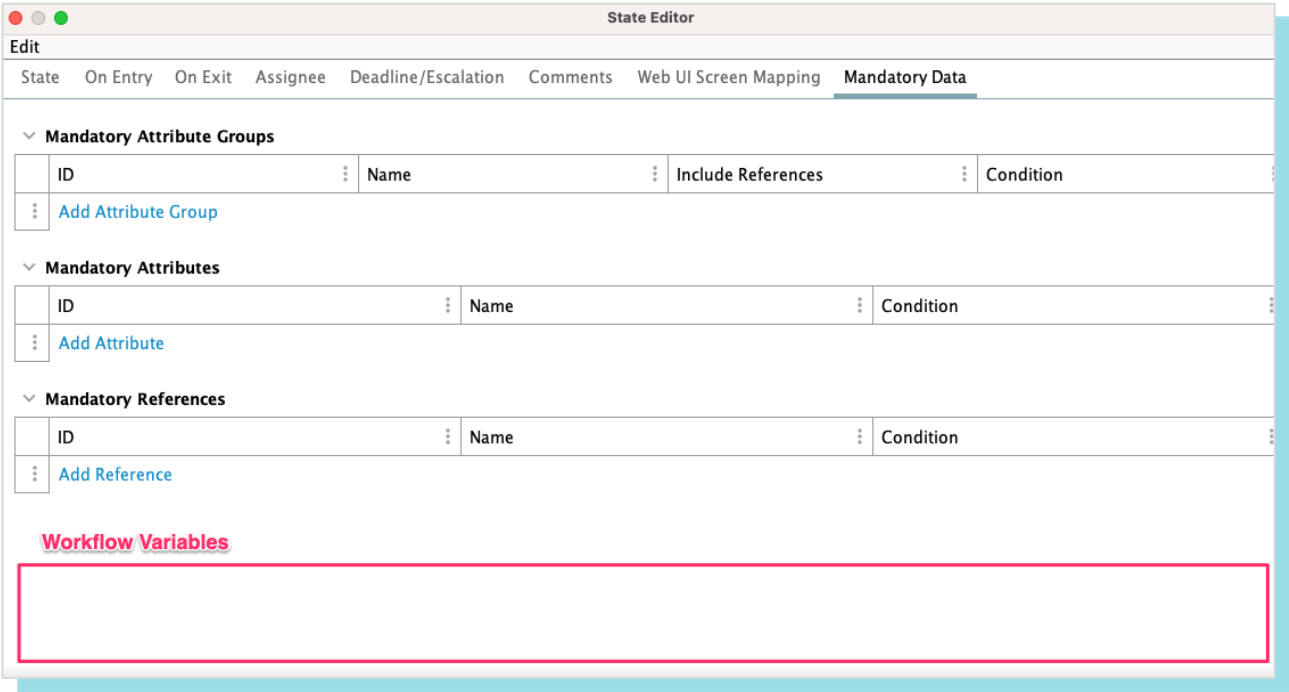 State Editor
Edit
State On Entry On Exit Assignee Deadline/Escalation Comments Web UI Screen Mapping Mandatory Data
Mandatory Attribute Groups
ID Name Include References Condition
Add Attribute Group
Mandatory Attributes
ID Name Condition
Add Attribute
Mandatory References
ID Name Condition
Add Reference
Workflow Variables